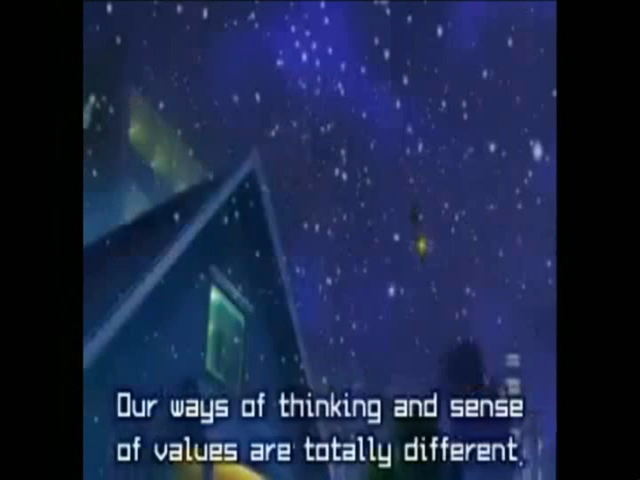 Our ways of thinking and sense
of values are totally different.